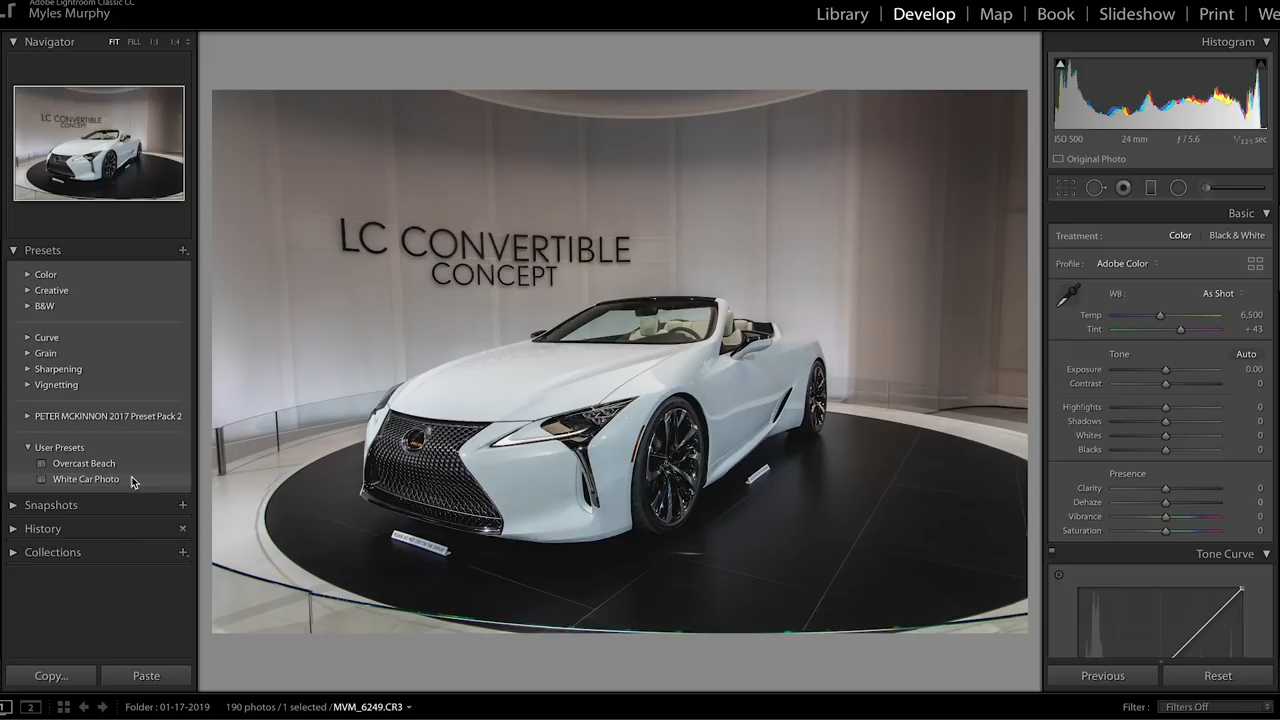 Adobe Lightroom Classic CC
Myles Murphy
Library | Develop | Map | Book | Slideshow | Print | We
Navigator FIT FILL 1:1 1:4
Histogram
ISO 500 24 mm ƒ / 5.6 1/125 sec
Original Photo
LC CONVERTIBLE
CONCEPT
LC CONVERTIBLE
CONCEPT
Presets
Color
Creative
B&W
Curve
Grain
Sharpening
Vignetting
PETER MCKINNON 2017 Preset Pack 2
User Presets
Overcast Beach
White Car Photo
Snapshots
History
Collections
Copy... Paste
Basic
Treatment : Color Black & White
Profile : Adobe Color
WB : As Shot
Temp 6,500
Tint + 43
Tone Auto
Exposure 0.00
Contrast 0
Highlights 0
Shadows 0
Whites 0
Blacks 0
Presence
Clarity 0
Dehaze 0
Vibrance 0
Saturation 0
Tone Curve
Previous Reset
1 2 Folder : 01-17-2019 190 photos / 1 selected / MVM_6249.CR3 Filter : Filters Off